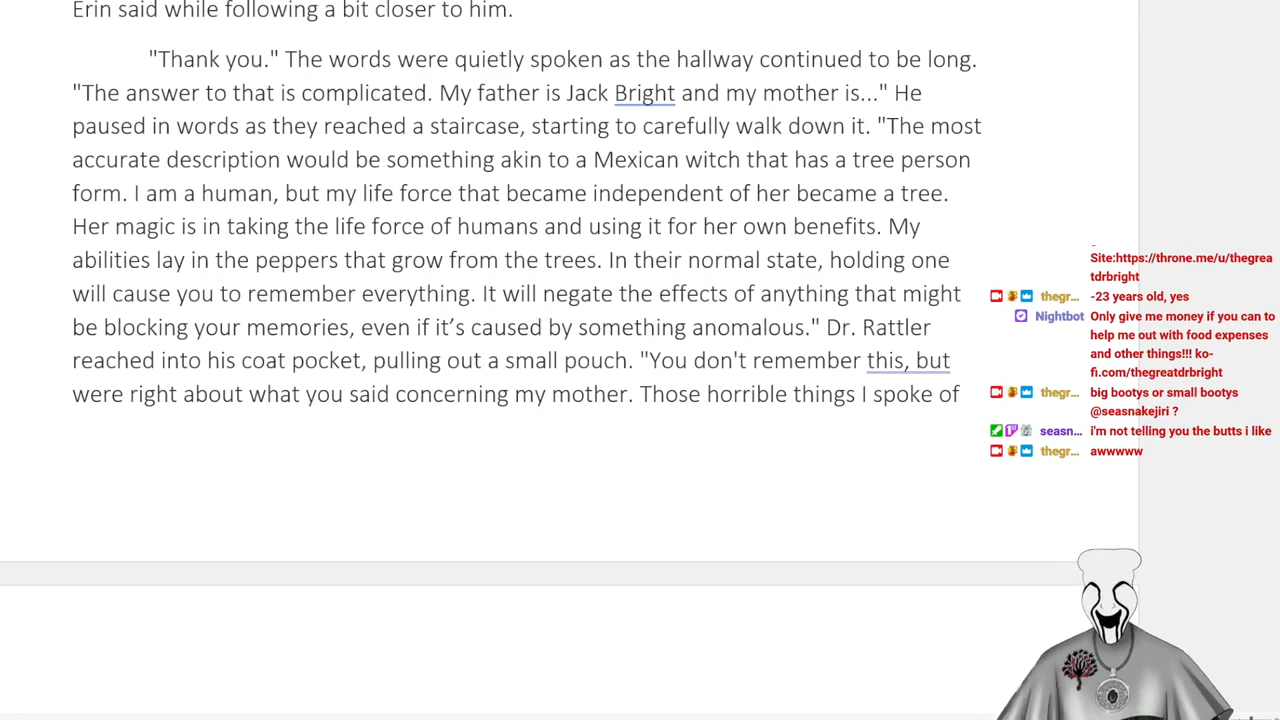 Erin said while following a bit closer to him.
"Thank you." The words were quietly spoken as the hallway continued to be long.
"The answer to that is complicated. My father is Jack Bright and my mother is..." He
paused in words as they reached a staircase, starting to carefully walk down it. "The most
accurate description would be something akin to a Mexican witch that has a tree person
form. I am a human, but my life force that became independent of her became a tree.
Her magic is in taking the life force of humans and using it for her own benefits. My
abilities lay in the peppers that grow from the trees. In their normal state, holding one
will cause you to remember everything. It will negate the effects of anything that might
be blocking your memories, even if it’s caused by something anomalous." Dr. Rattler
reached into his coat pocket, pulling out a small pouch. "You don't remember this, but
were right about what you said concerning my mother. Those horrible things I spoke of
Site:https://throne.me/u/thegrea
tdrbright
thegr... -23 years old, yes
Nightbot Only give me money if you can to
help me out with food expenses
and other things!!! ko-
fi.com/thegreatdrbright
thegr... big bootys or small bootys
@seasnakejiri ?
seasn... i'm not telling you the butts i like
thegr... awwwww